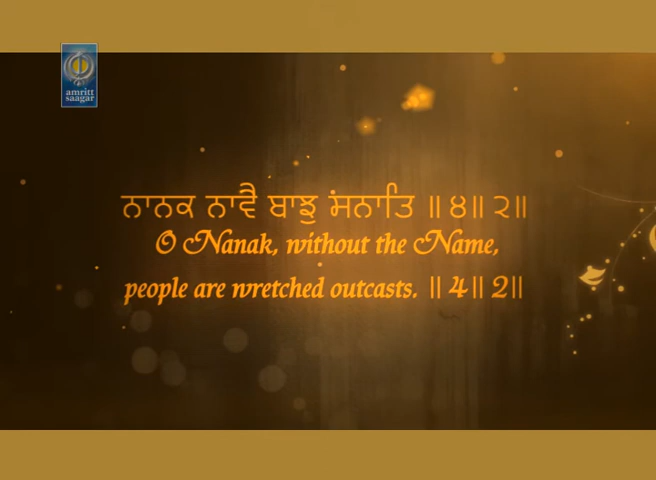 amritt
saagar
ਨਾਨਕ ਨਾਵੈ ਬਾਝੁ ਸਨਾਤਿ ॥ ੪॥ ੨॥
O Nanak, without the Name,
people are wretched outcasts. || 4|| 2||